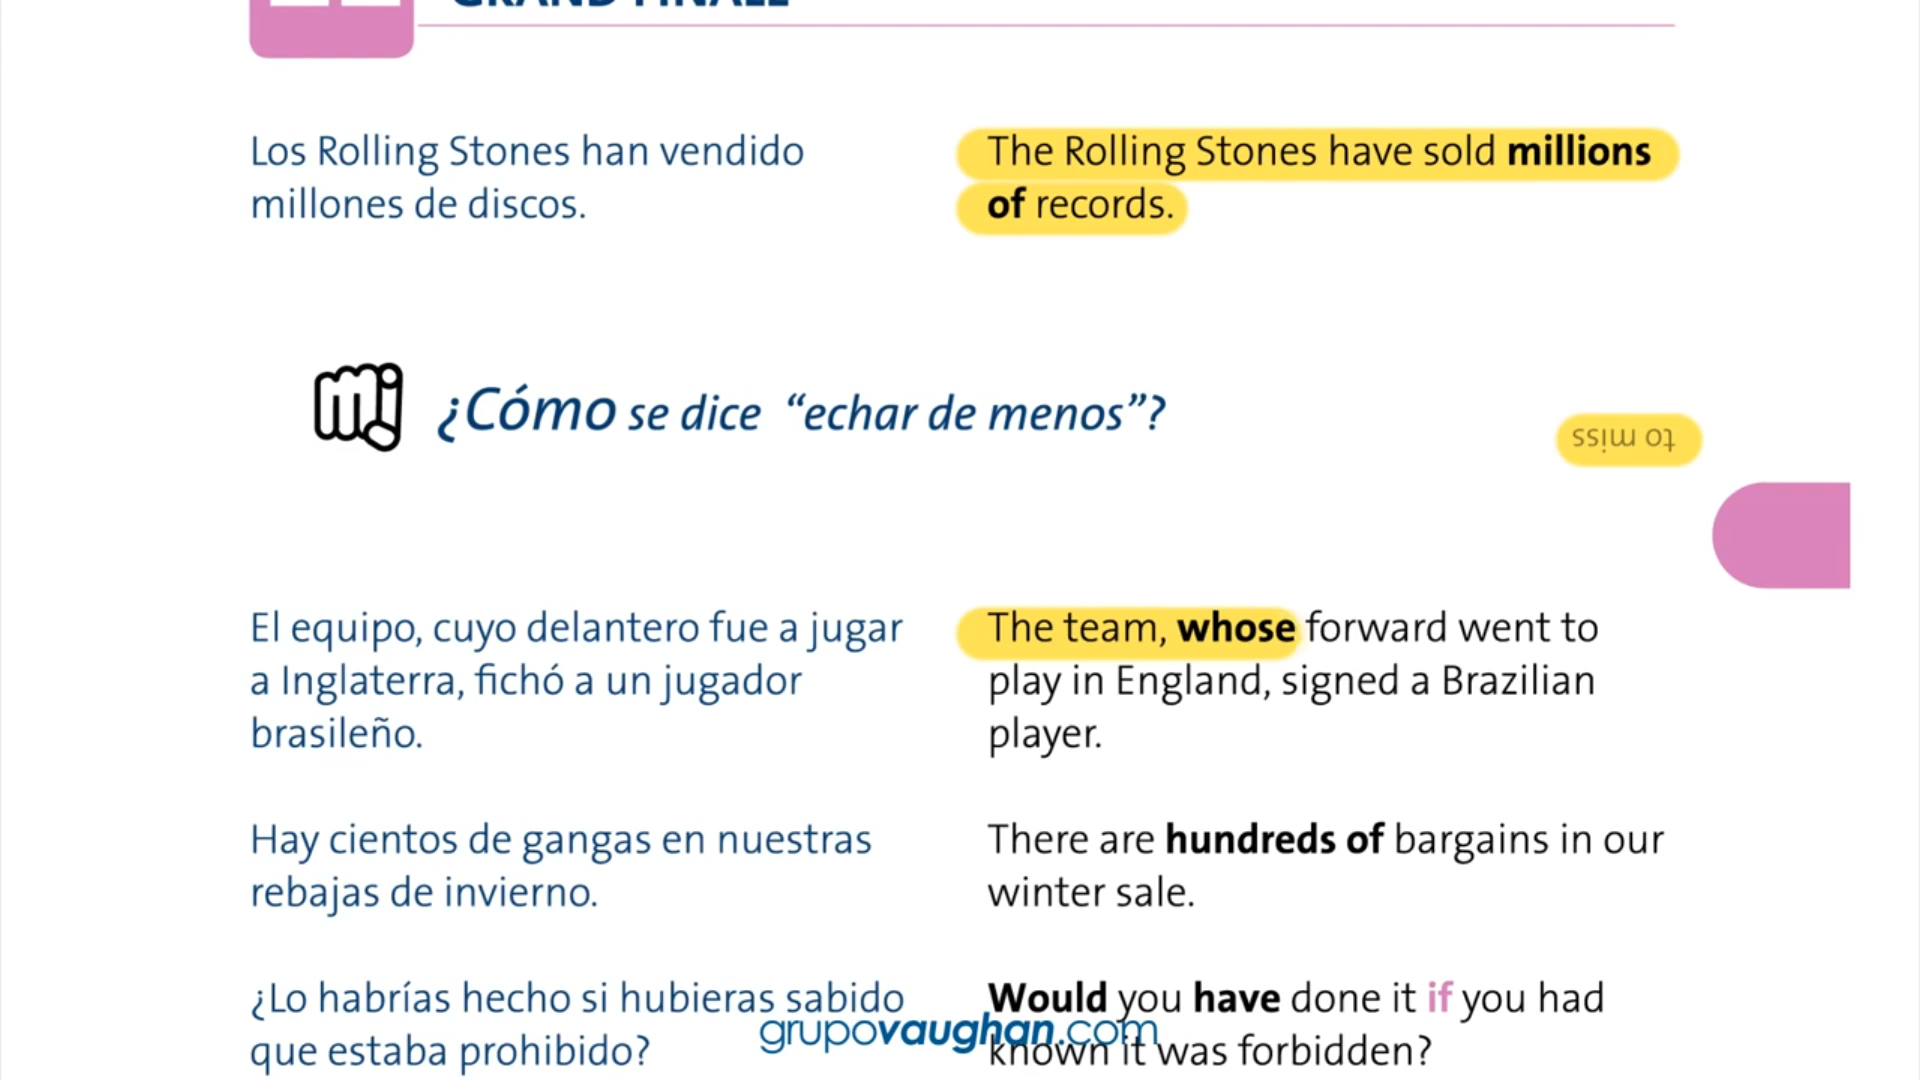 GRAND FINALE
Los Rolling Stones han vendido
millones de discos.
The Rolling Stones have sold millions
of records.
¿Cómo se dice “echar de menos”?
to miss
El equipo, cuyo delantero fue a jugar
a Inglaterra, fichó a un jugador
brasileño.
The team, whose forward went to
play in England, signed a Brazilian
player.
Hay cientos de gangas en nuestras
rebajas de invierno.
There are hundreds of bargains in our
winter sale.
¿Lo habrías hecho si hubieras sabido
que estaba prohibido?
Would you have done it if you had
known it was forbidden?
grupovaughan.com